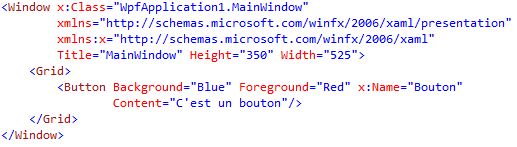 <Window x:Class="WpfApplication1.MainWindow"
xmlns="http://schemas.microsoft.com/winfx/2006/xaml/presentation"
xmlns:x="http://schemas.microsoft.com/winfx/2006/xaml"
Title="MainWindow" Height="350" Width="525">
<Grid>
<Button Background="Blue" Foreground="Red" x:Name="Bouton"
Content="C'est un bouton"/>
</Grid>
</Window>